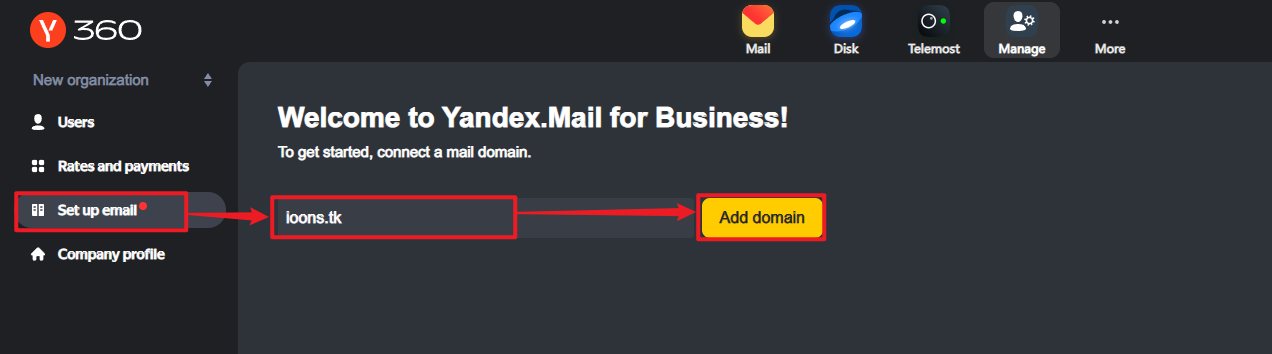 360
Mail
Disk
Telemost
Manage
More
New organization
Users
Rates and payments
Set up email
Company profile
Welcome to Yandex.Mail for Business!
To get started, connect a mail domain.
ioons.tk
Add domain